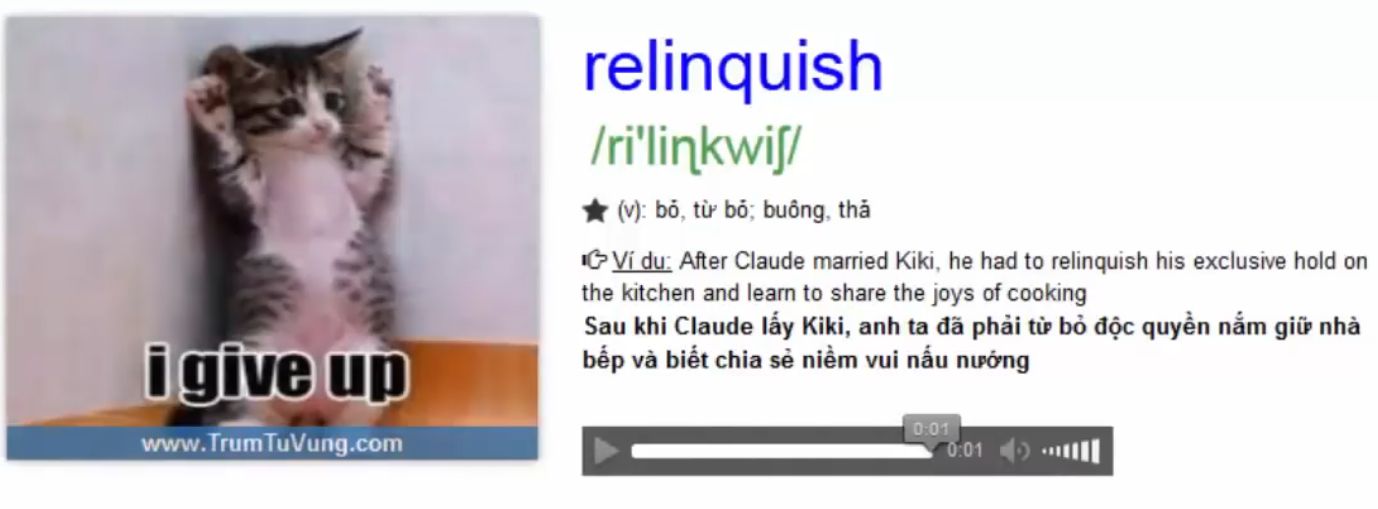 relinquish
/ri'liɳkwiʃ/
(v): bỏ, từ bỏ; buông, thả
Ví du: After Claude married Kiki, he had to relinquish his exclusive hold on
the kitchen and learn to share the joys of cooking
Sau khi Claude lấy Kiki, anh ta đã phải từ bỏ độc quyền nắm giữ nhà
bếp và biết chia sẻ niềm vui nấu nướng
i give up
www.TrumTuVung.com
0:01
0:01